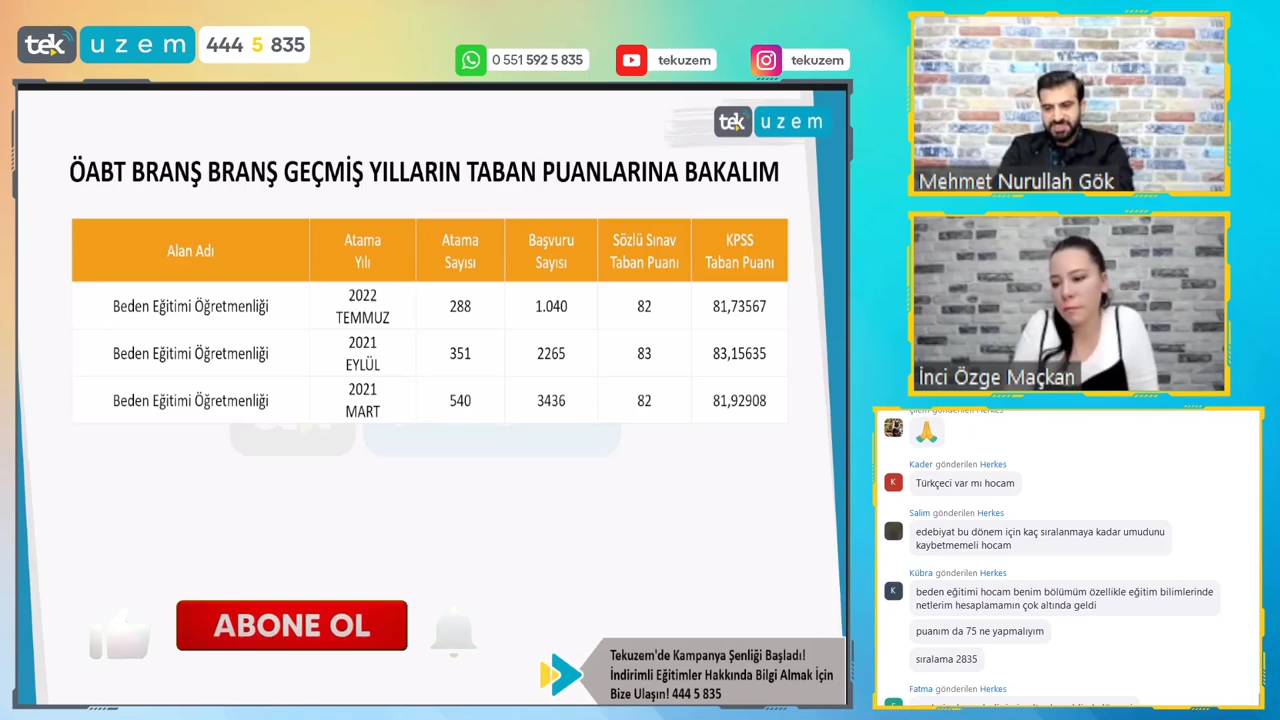 tek uzem 444 5 835
0 551 592 5 835
tekuzem
tekuzem
tek uzem
ÖABT BRANŞ BRANŞ GEÇMİŞ YILLARIN TABAN PUANLARINA BAKALIM
Alan Adı
Atama
Yılı
Atama
Sayısı
Başvuru
Sayısı
Sözlü Sınav
Taban Puanı
KPSS
Taban Puanı
Beden Eğitimi Öğretmenliği
2022
TEMMUZ
288
1.040
82
81,73567
Beden Eğitimi Öğretmenliği
2021
EYLÜL
351
2265
83
83,15635
Beden Eğitimi Öğretmenliği
2021
MART
540
3436
82
81,92908
ABONE OL
Tekuzem'de Kampanya Şenliği Başladı!
İndirimli Eğitimler Hakkında Bilgi Almak İçin
Bize Ulaşın! 444 5 835
Mehmet Nurullah Gök
İnci Özge Maçkan
gönderilen Herkes
Kader gönderilen Herkes
K
Türkçeci var mı hocam
Salim gönderilen Herkes
edebiyat bu dönem için kaç sıralanmaya kadar umudunu
kaybetmemeli hocam
Kübra gönderilen Herkes
K
beden eğitimi hocam benim bölümüm özellikle eğitim bilimlerinde
netlerim hesaplamamın çok altında geldi
puanım da 75 ne yapmalıyım
sıralama 2835
Fatma gönderilen Herkes